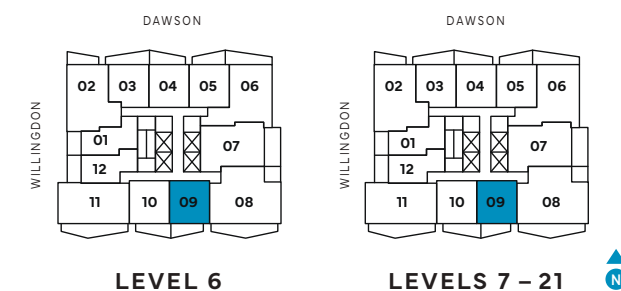 DAWSON
02 03 04 05 06
WILLINGDON
01
07
12
11 10 09 08
LEVEL 6
DAWSON
02 03 04 05 06
WILLINGDON
01
07
12
11 10 09 08
LEVELS 7 – 21
N